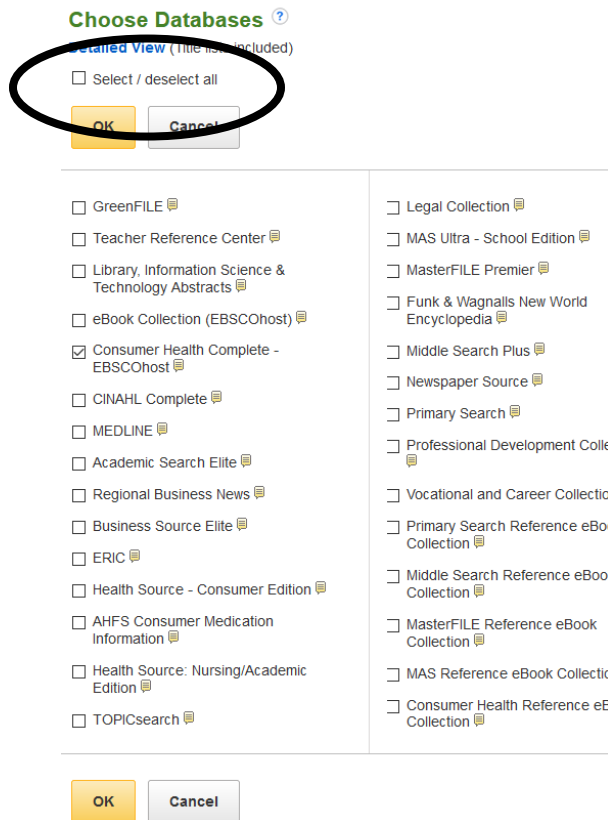 Choose Databases ?
Detailed View (Title lists included)
Select / deselect all
OK
Cancel
GreenFILE
Teacher Reference Center
Library, Information Science &
Technology Abstracts
eBook Collection (EBSCOhost)
Consumer Health Complete -
EBSCOhost
CINAHL Complete
MEDLINE
Academic Search Elite
Regional Business News
Business Source Elite
ERIC
Health Source - Consumer Edition
AHFS Consumer Medication
Information
Health Source: Nursing/Academic
Edition
TOPICsearch
Legal Collection
MAS Ultra - School Edition
MasterFILE Premier
Funk & Wagnalls New World
Encyclopedia
Middle Search Plus
Newspaper Source
Primary Search
Professional Development
Vocational and Career
Primary Search Reference
Collection
Middle Search Reference
Collection
MasterFILE Reference eBook
Collection
MAS Reference eBook
Consumer Health Reference
Collection
OK
Cancel